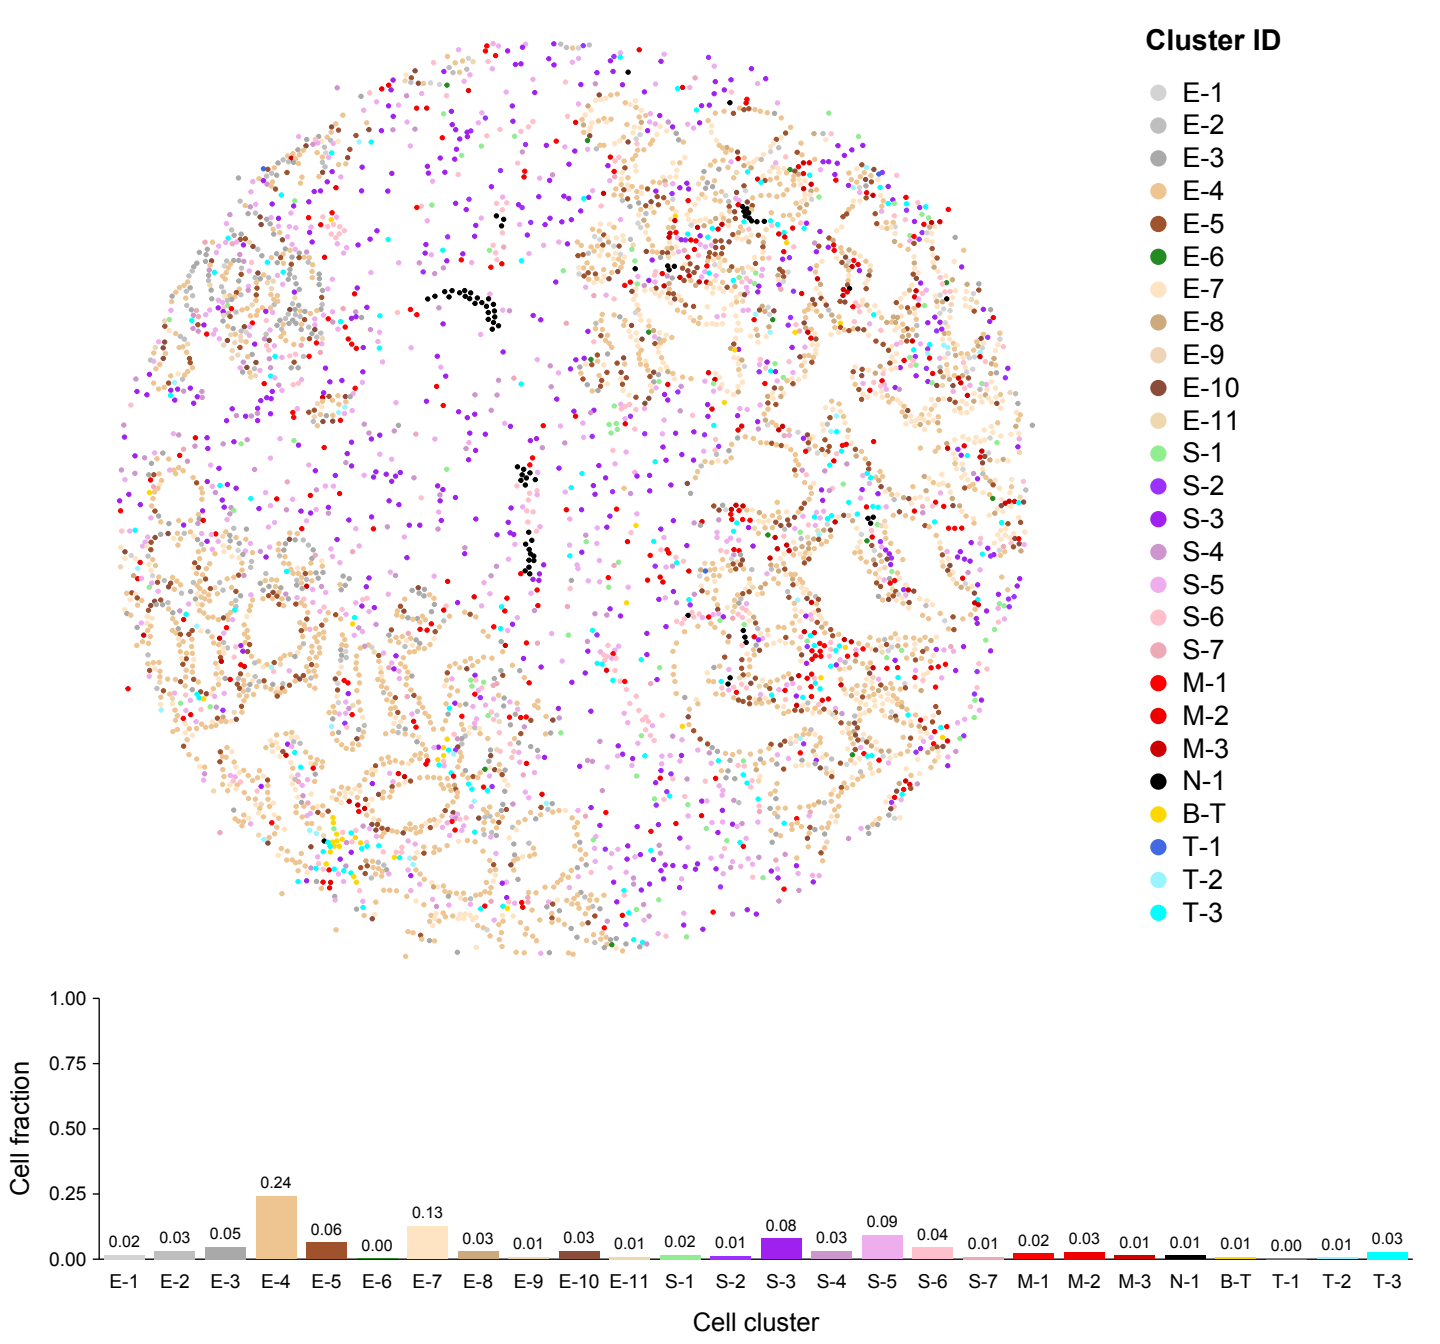 Cluster ID
E-1
E-2
E-3
E-4
E-5
E-6
E-7
E-8
E-9
E-10
E-11
S-1
S-2
S-3
S-4
S-5
S-6
S-7
M-1
M-2
M-3
N-1
B-T
T-1
T-2
T-3
1.00
0.75
0.50
0.25
0.00
Cell fraction
0.02 0.03 0.05 0.24 0.06 0.00 0.13 0.03 0.01 0.03 0.01 0.02 0.01 0.08 0.03 0.09 0.04 0.01 0.02 0.03 0.01 0.01 0.01 0.00 0.01 0.03
E-1 E-2 E-3 E-4 E-5 E-6 E-7 E-8 E-9 E-10 E-11 S-1 S-2 S-3 S-4 S-5 S-6 S-7 M-1 M-2 M-3 N-1 B-T T-1 T-2 T-3
Cell cluster